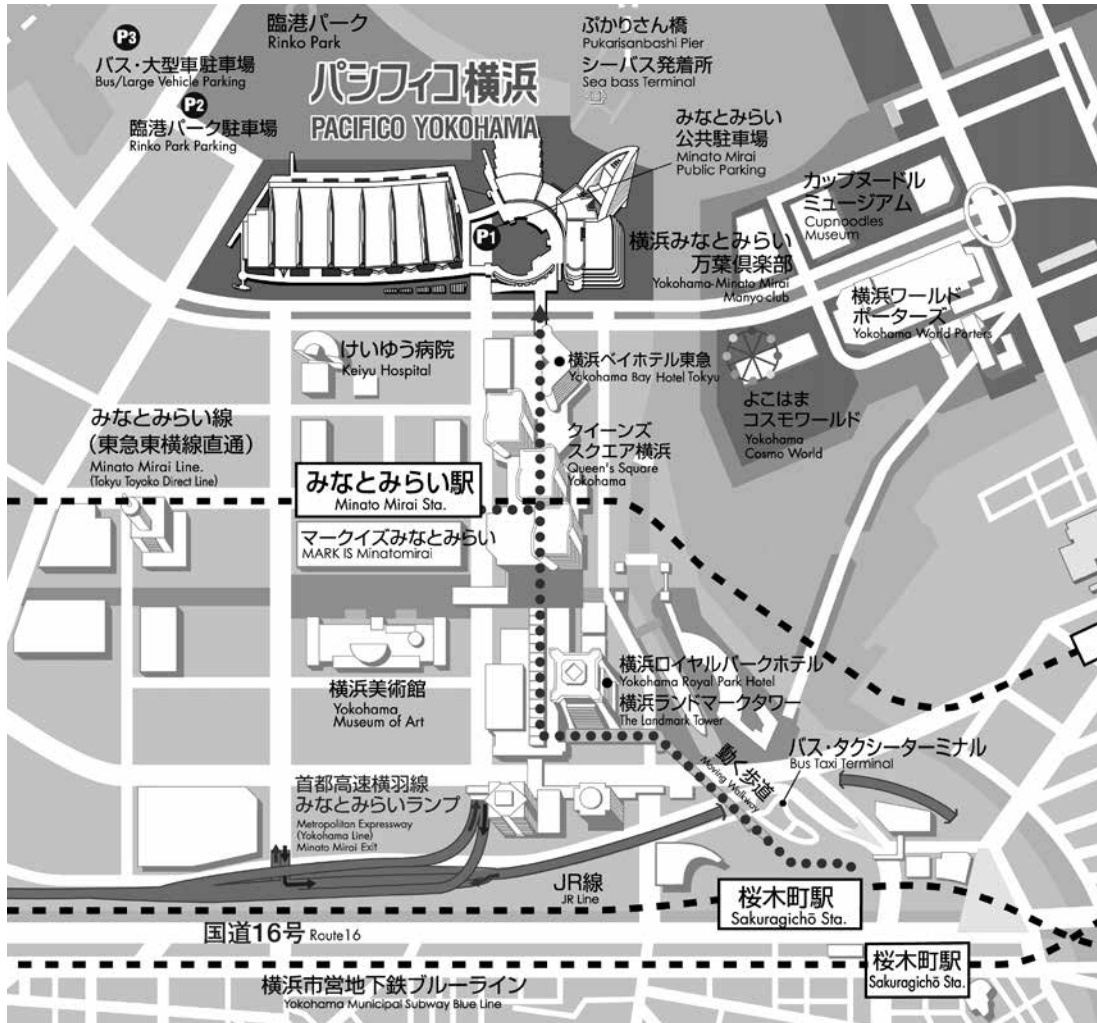 P3
バス・大型車駐車場
Bus/Large Vehicle Parking
P2
臨港パーク駐車場
Rinko Park Parking
臨港パーク
Rinko Park
パシフィコ横浜
PACIFICO YOKOHAMA
ぷかりさん橋
Pukarisanbashi Pier
シーバス発着所
Sea bass Terminal
みなとみらい
公共駐車場
Minato Mirai
Public Parking
カップヌードル
ミュージアム
Cupnoodles
Museum
P1
横浜みなとみらい
万葉倶楽部
Yokohama-Minato Mirai
Manyo-club
横浜ワールド
ポーターズ
Yokohama World Porters
けいゆう病院
Keiyu Hospital
横浜ベイホテル東急
Yokohama Bay Hotel Tokyu
よこはま
コスモワールド
Yokohama
Cosmo World
みなとみらい線
(東急東横線直通)
Minato Mirai Line.
(Tokyu Toyoko Direct Line)
クイーンズ
スクエア横浜
Queen's Square
Yokohama
みなとみらい駅
Minato Mirai Sta.
マークイズみなとみらい
MARK IS Minatomirai
横浜美術館
Yokohama
Museum of Art
横浜ロイヤルパークホテル
Yokohama Royal Park Hotel
横浜ランドマークタワー
The Landmark Tower
動く歩道
Moving Walkway
バス・タクシーターミナル
Bus Taxi Terminal
首都高速横羽線
みなとみらいランプ
Metropolitan Expressway
(Yokohama Line)
Minato Mirai Exit
JR線
JR Line
桜木町駅
Sakuragichō Sta.
国道16号 Route16
桜木町駅
Sakuragichō Sta.
横浜市営地下鉄ブルーライン
Yokohama Municipal Subway Blue Line